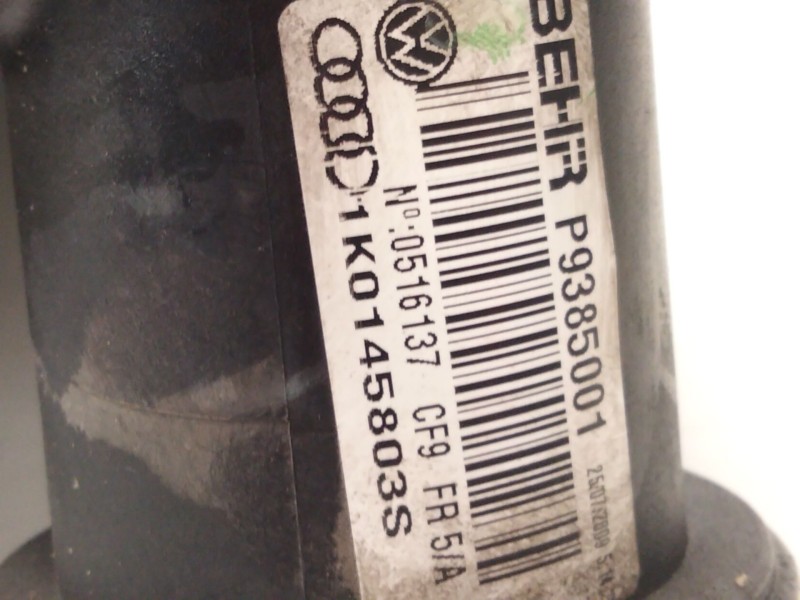 BEHR P9385001
Nº:0516137 CF9 FR 5/A
1K0145803S